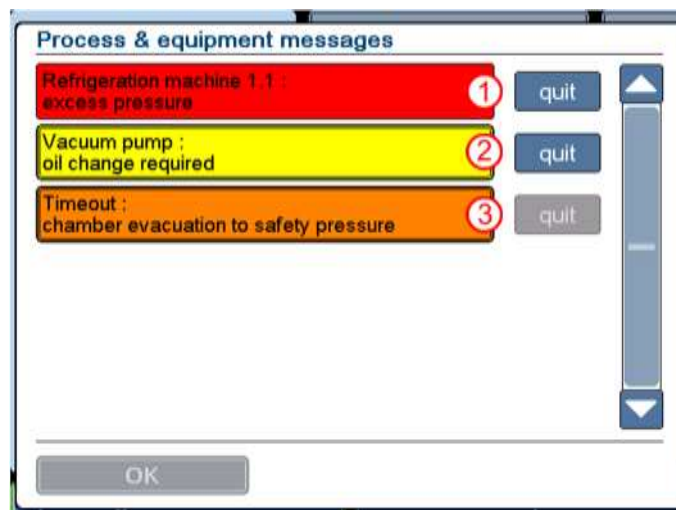 Process & equipment messages
Refrigeration machine 1.1 :
excess pressure
1
quit
Vacuum pump :
oil change required
2
quit
Timeout :
chamber evacuation to safety pressure
3
quit
OK